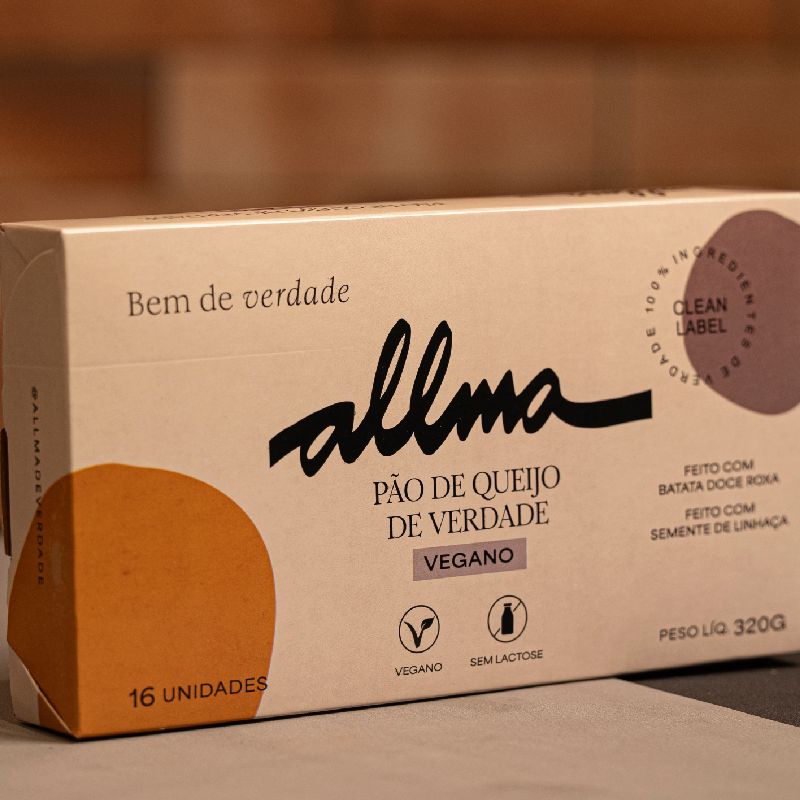 Bem de verdade
100% INGREDIENTES DE VERDADE
CLEAN
LABEL
allma
PÃO DE QUEIJO
DE VERDADE
VEGANO
FEITO COM
BATATA DOCE ROXA
FEITO COM
SEMENTE DE LINHAÇA
VEGANO
SEM LACTOSE
16 UNIDADES
PESO LÍQ. 320G
@ALLMADEVERDADE